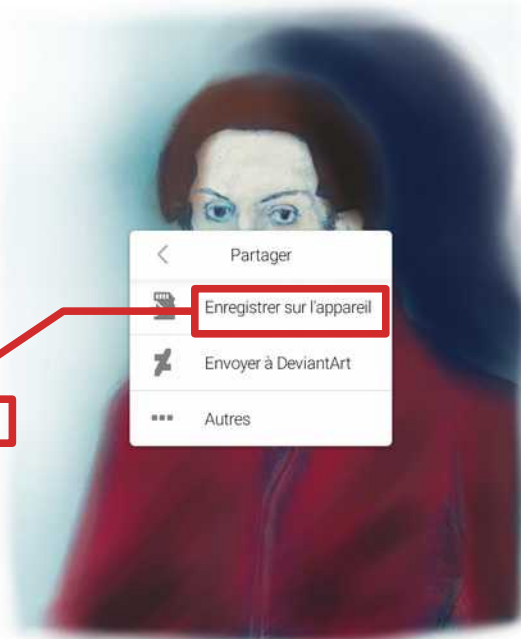 Partager
Enregistrer sur l'appareil
Envoyer à DeviantArt
Autres